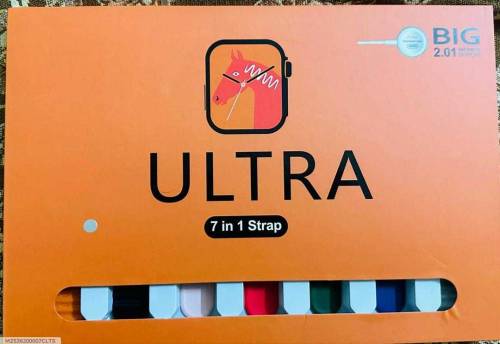 BIG
2.01
ULTRA
7 in 1 Strap